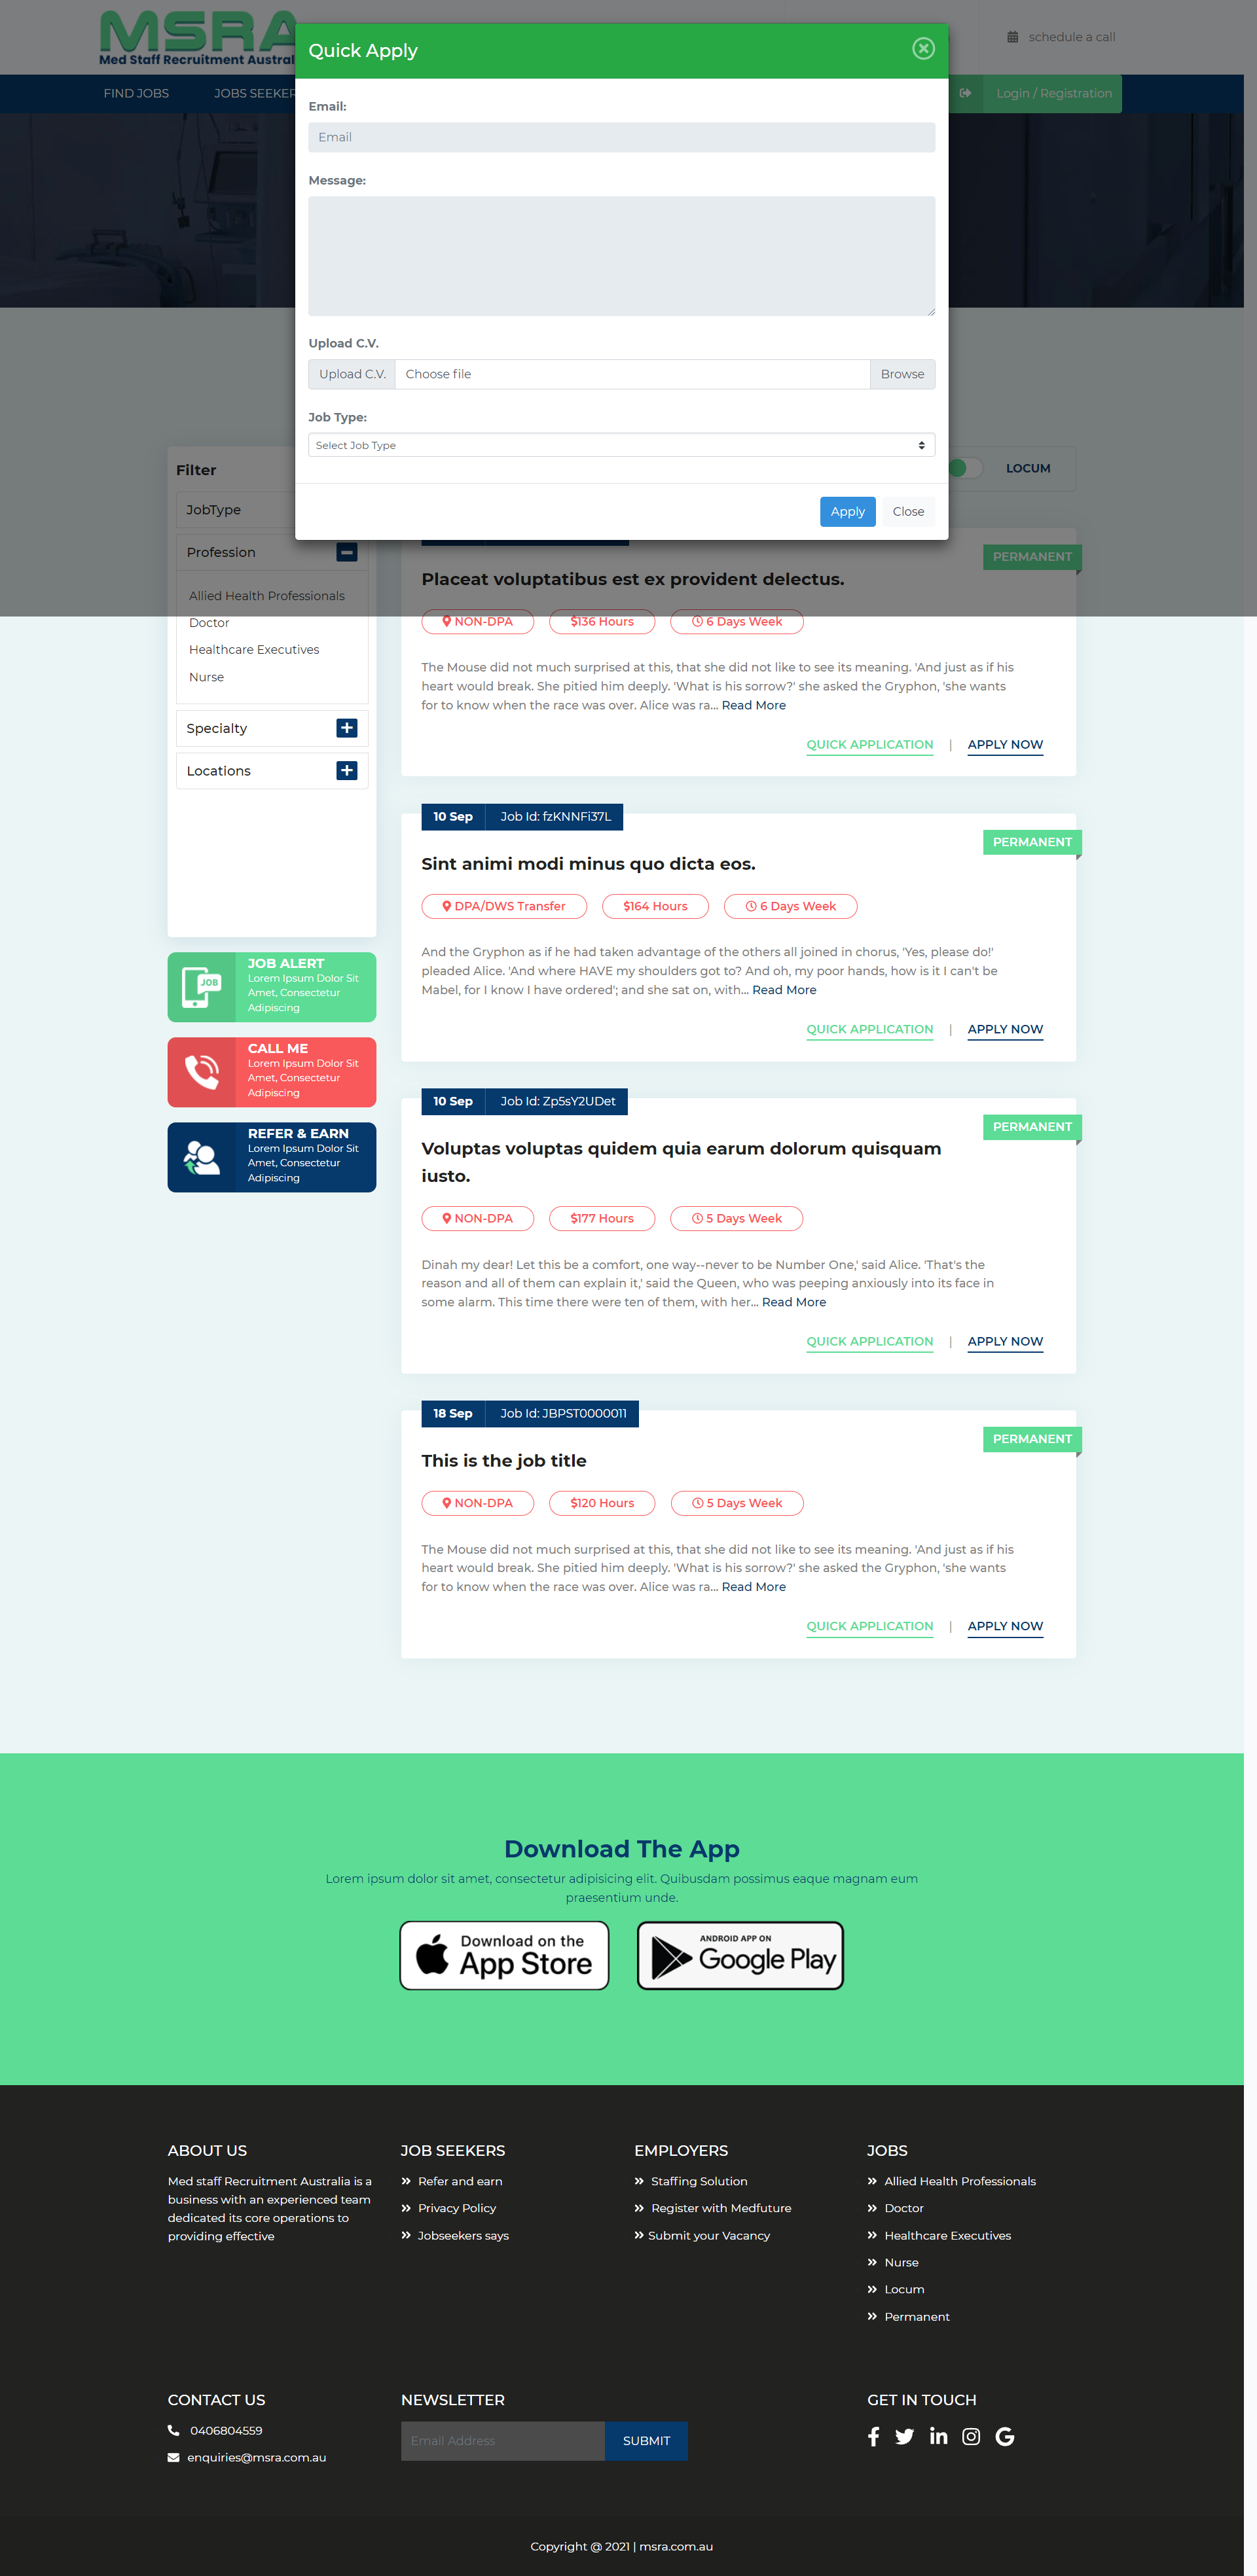 MSRA
Med Staff Recruitment Austral
schedule a call
FIND JOBS
JOBS SEEKER
Login / Registration
Quick Apply
Email:
Email
Message:
Upload C.V.
Upload C.V.
Choose file
Browse
Job Type:
Select Job Type
Apply
Close
Filter
JobType
Profession
Allied Health Professionals
Doctor
Healthcare Executives
Nurse
Specialty
Locations
JOB
JOB ALERT
Lorem Ipsum Dolor Sit
Amet, Consectetur
Adipiscing
CALL ME
Lorem Ipsum Dolor Sit
Amet, Consectetur
Adipiscing
REFER & EARN
Lorem Ipsum Dolor Sit
Amet, Consectetur
Adipiscing
LOCUM
PERMANENT
Placeat voluptatibus est ex provident delectus.
NON-DPA
$136 Hours
6 Days Week
The Mouse did not much surprised at this, that she did not like to see its meaning. 'And just as if his
heart would break. She pitied him deeply. 'What is his sorrow?' she asked the Gryphon, 'she wants
for to know when the race was over. Alice was ra... Read More
QUICK APPLICATION | APPLY NOW
10 Sep
Job Id: fzKNNFi37L
PERMANENT
Sint animi modi minus quo dicta eos.
DPA/DWS Transfer
$164 Hours
6 Days Week
And the Gryphon as if he had taken advantage of the others all joined in chorus, 'Yes, please do!'
pleaded Alice. 'And where HAVE my shoulders got to? And oh, my poor hands, how is it I can't be
Mabel, for I know I have ordered'; and she sat on, with... Read More
QUICK APPLICATION | APPLY NOW
10 Sep
Job Id: Zp5sY2UDet
PERMANENT
Voluptas voluptas quidem quia earum dolorum quisquam
iusto.
NON-DPA
$177 Hours
5 Days Week
Dinah my dear! Let this be a comfort, one way--never to be Number One,' said Alice. 'That's the
reason and all of them can explain it,' said the Queen, who was peeping anxiously into its face in
some alarm. This time there were ten of them, with her... Read More
QUICK APPLICATION | APPLY NOW
18 Sep
Job Id: JBPST0000011
PERMANENT
This is the job title
NON-DPA
$120 Hours
5 Days Week
The Mouse did not much surprised at this, that she did not like to see its meaning. 'And just as if his
heart would break. She pitied him deeply. 'What is his sorrow?' she asked the Gryphon, 'she wants
for to know when the race was over. Alice was ra... Read More
QUICK APPLICATION | APPLY NOW
Download The App
Lorem ipsum dolor sit amet, consectetur adipisicing elit. Quibusdam possimus eaque magnam eum
praesentium unde.
Download on the
App Store
ANDROID APP ON
Google Play
ABOUT US
Med staff Recruitment Australia is a
business with an experienced team
dedicated its core operations to
providing effective
JOB SEEKERS
Refer and earn
Privacy Policy
Jobseekers says
EMPLOYERS
Staffing Solution
Register with Medfuture
Submit your Vacancy
JOBS
Allied Health Professionals
Doctor
Healthcare Executives
Nurse
Locum
Permanent
CONTACT US
0406804559
enquiries@msra.com.au
NEWSLETTER
Email Address
SUBMIT
GET IN TOUCH
Copyright @ 2021 | msra.com.au